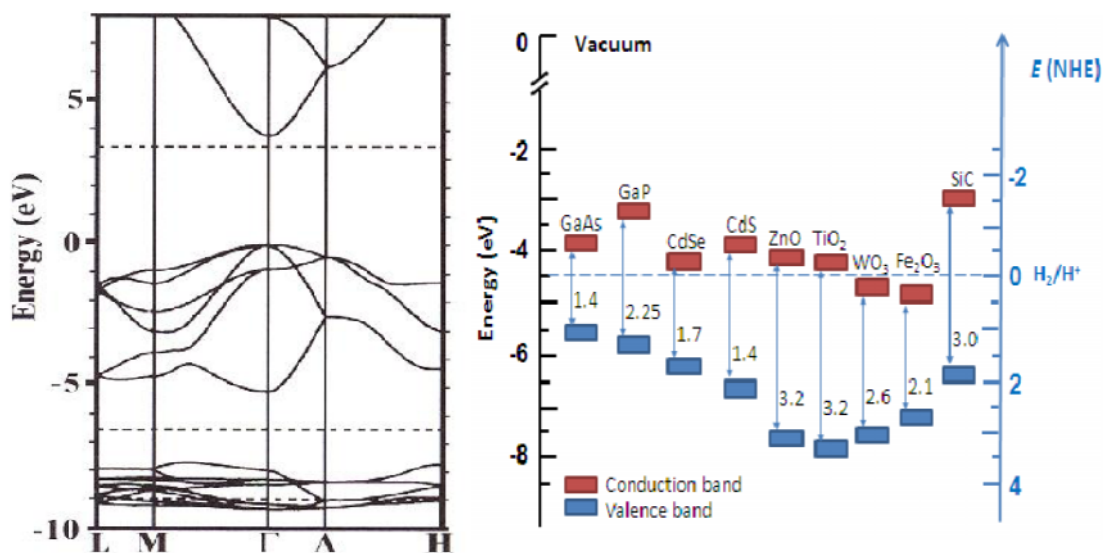 Energy (eV)
5
0
-5
-10
L M Γ A H
0
Vacuum
E (NHE)
-2
-4
-6
-8
Energy (eV)
GaAs
GaP
CdSe
CdS
ZnO
TiO₂
WO₃
Fe₂O₃
SiC
1.4
2.25
1.7
1.4
3.2
3.2
2.6
2.1
3.0
-2
0
H₂/H⁺
2
4
Conduction band
Valence band